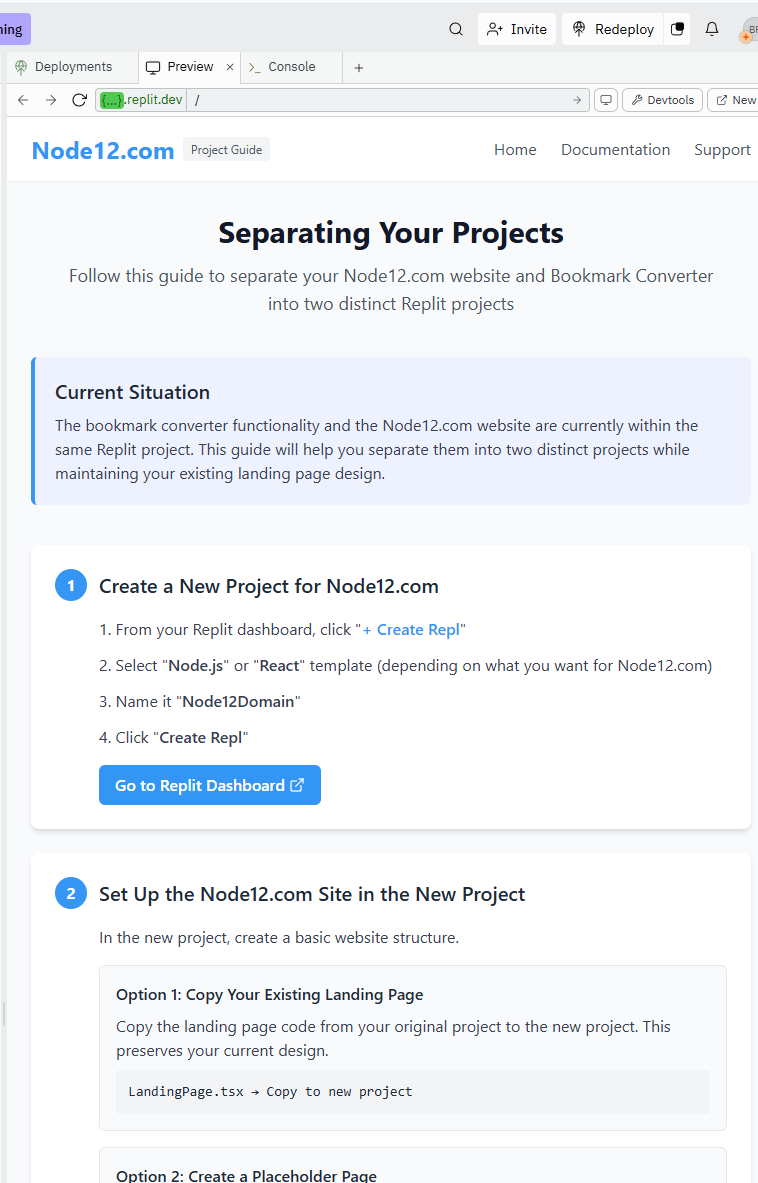 ning
Invite
Redeploy
Deployments
Preview
Console
{...}.replit.dev
/
Devtools
New
Node12.com
Project Guide
Home
Documentation
Support
Separating Your Projects
Follow this guide to separate your Node12.com website and Bookmark Converter
into two distinct Replit projects
Current Situation
The bookmark converter functionality and the Node12.com website are currently within the
same Replit project. This guide will help you separate them into two distinct projects while
maintaining your existing landing page design.
1
Create a New Project for Node12.com
1. From your Replit dashboard, click "+ Create Repl"
2. Select "Node.js" or "React" template (depending on what you want for Node12.com)
3. Name it "Node12Domain"
4. Click "Create Repl"
Go to Replit Dashboard
2
Set Up the Node12.com Site in the New Project
In the new project, create a basic website structure.
Option 1: Copy Your Existing Landing Page
Copy the landing page code from your original project to the new project. This
preserves your current design.
LandingPage.tsx → Copy to new project
Option 2: Create a Placeholder Page